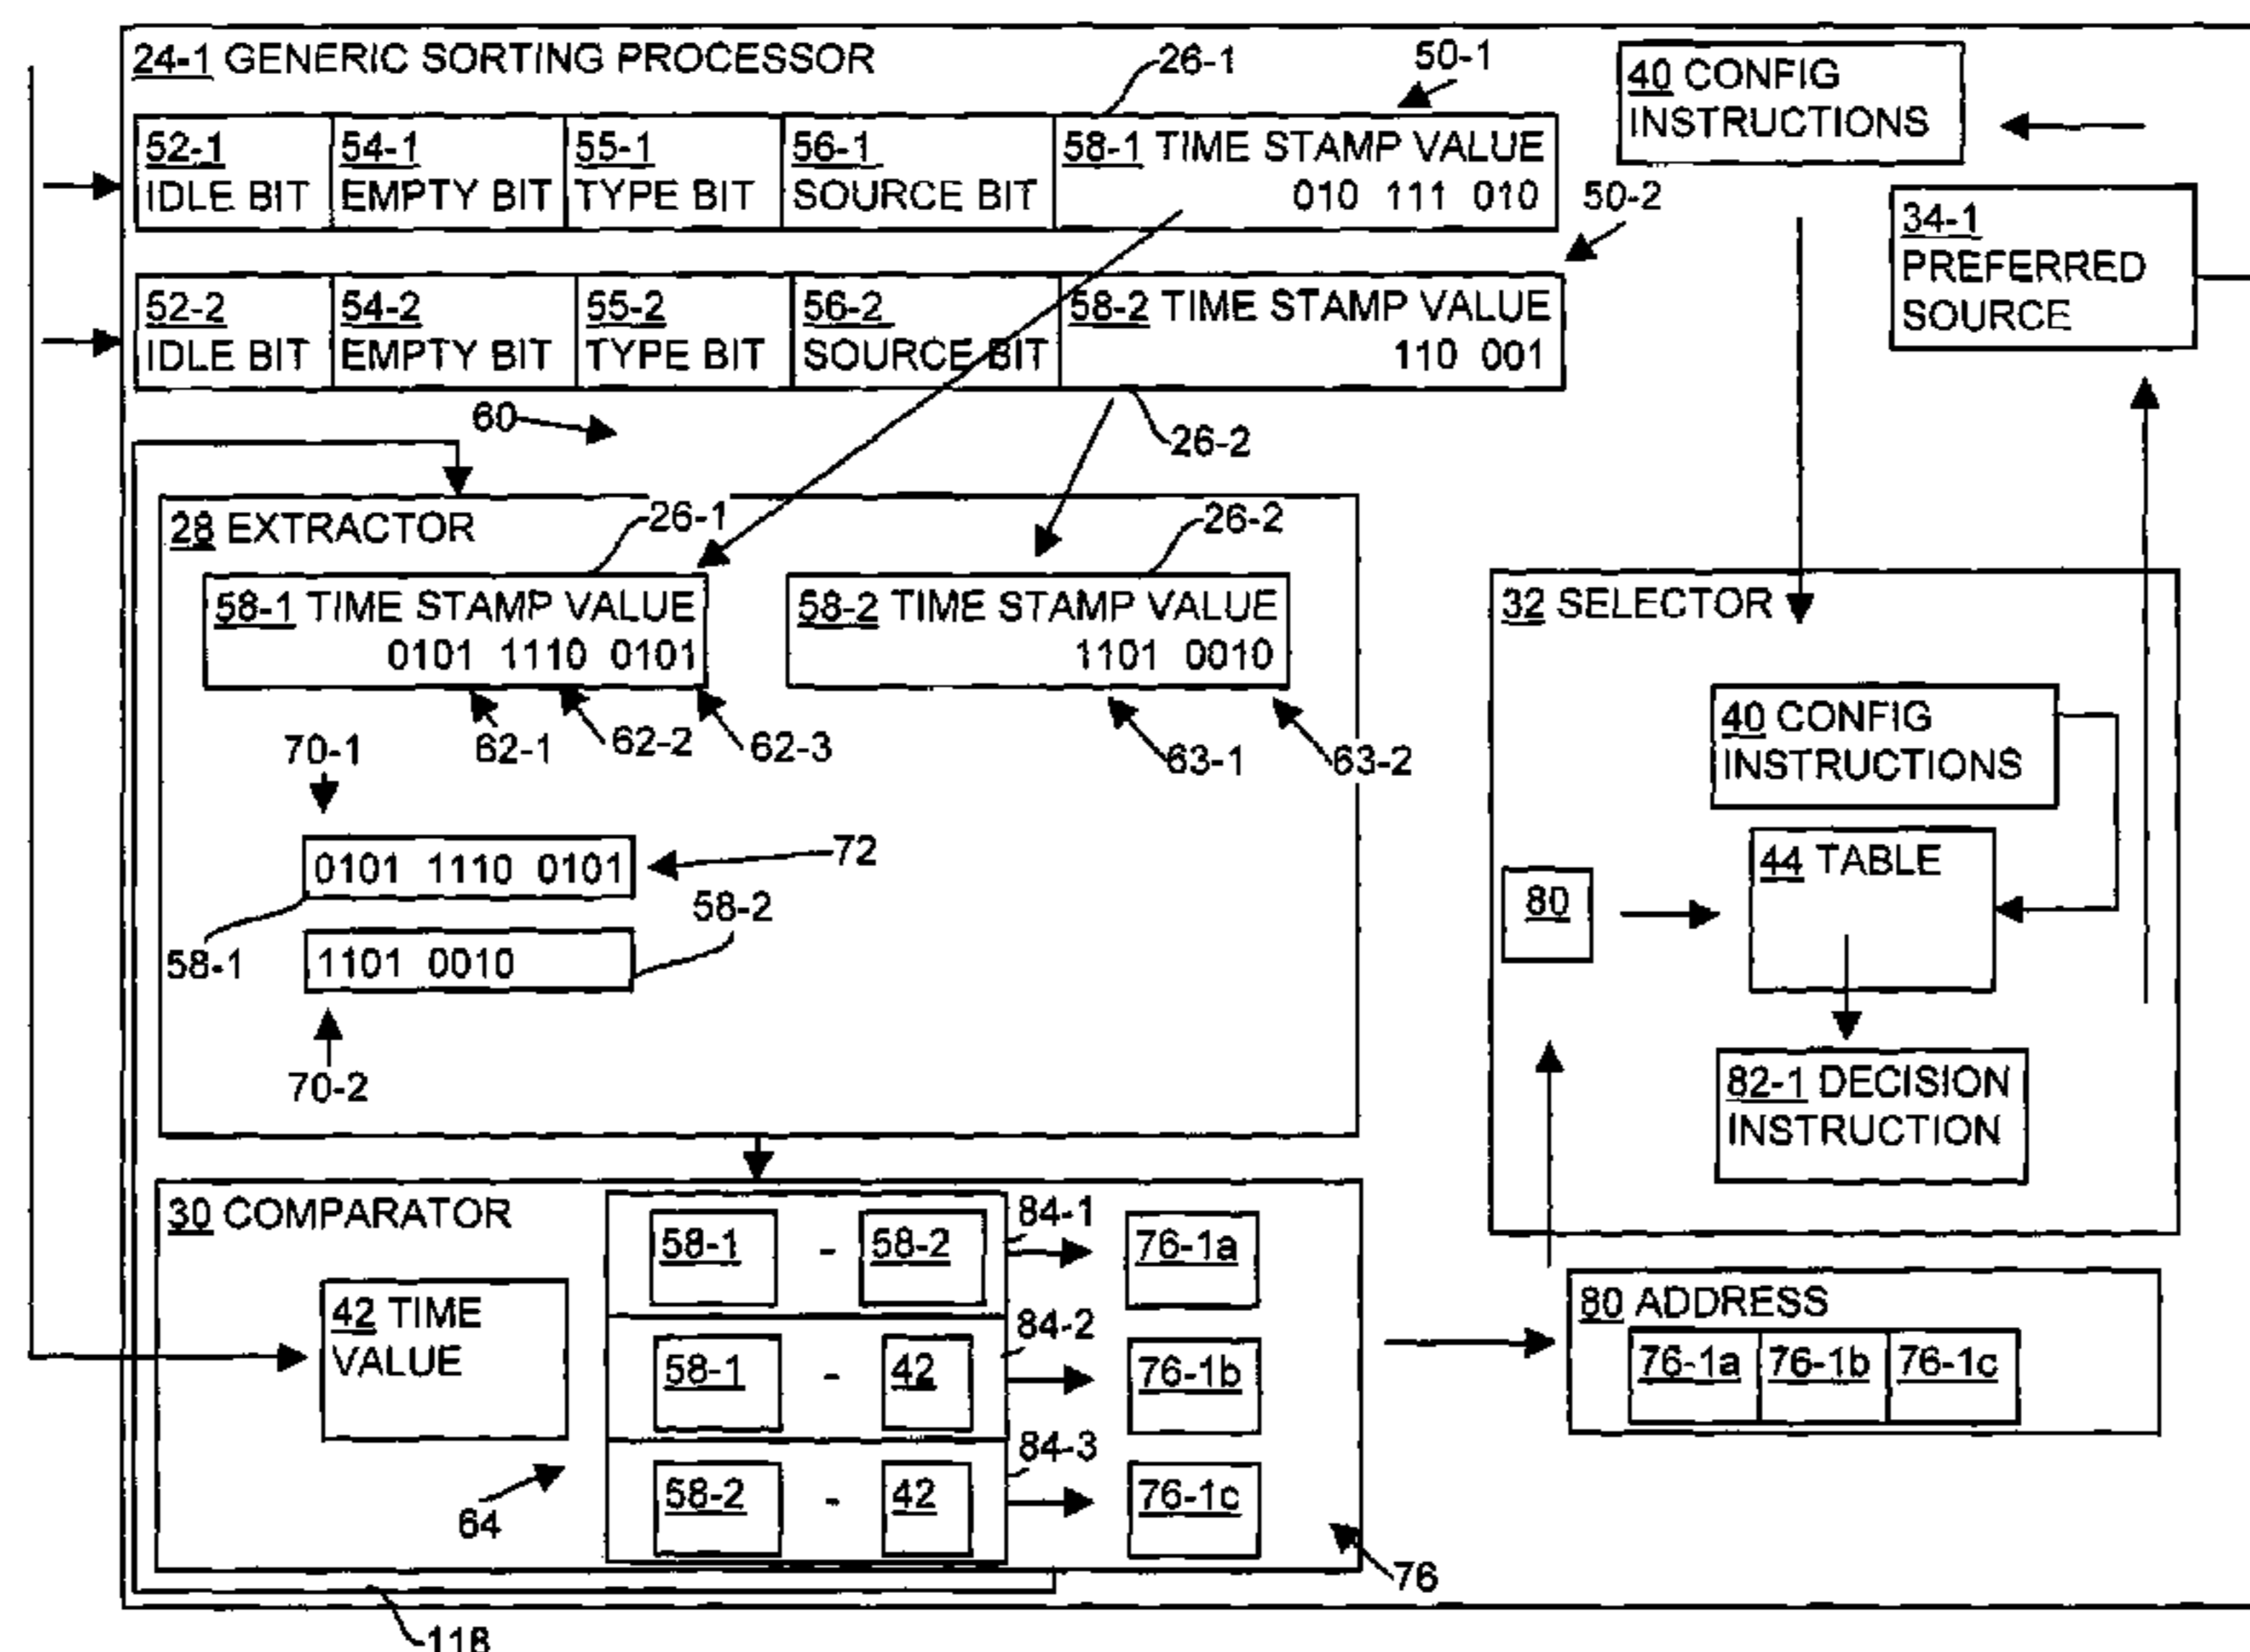 24-1 GENERIC SORTING PROCESSOR
26-1
50-1
40 CONFIG
INSTRUCTIONS
52-1
IDLE BIT
54-1
EMPTY BIT
55-1
TYPE BIT
56-1
SOURCE BIT
58-1 TIME STAMP VALUE
010 111 010
50-2
34-1
PREFERRED
SOURCE
52-2
IDLE BIT
54-2
EMPTY BIT
55-2
TYPE BIT
56-2
SOURCE BIT
58-2 TIME STAMP VALUE
110 001
60
26-2
28 EXTRACTOR
26-1
26-2
58-1 TIME STAMP VALUE
0101 1110 0101
58-2 TIME STAMP VALUE
1101 0010
62-1
62-2
62-3
63-1
63-2
70-1
0101 1110 0101
72
58-1
58-2
1101 0010
70-2
32 SELECTOR
40 CONFIG
INSTRUCTIONS
44 TABLE
80
82-1 DECISION
INSTRUCTION
30 COMPARATOR
42 TIME
VALUE
58-1 - 58-2
84-1
76-1a
58-1 - 42
84-2
76-1b
58-2 - 42
84-3
76-1c
64
76
80 ADDRESS
76-1a 76-1b 76-1c
118